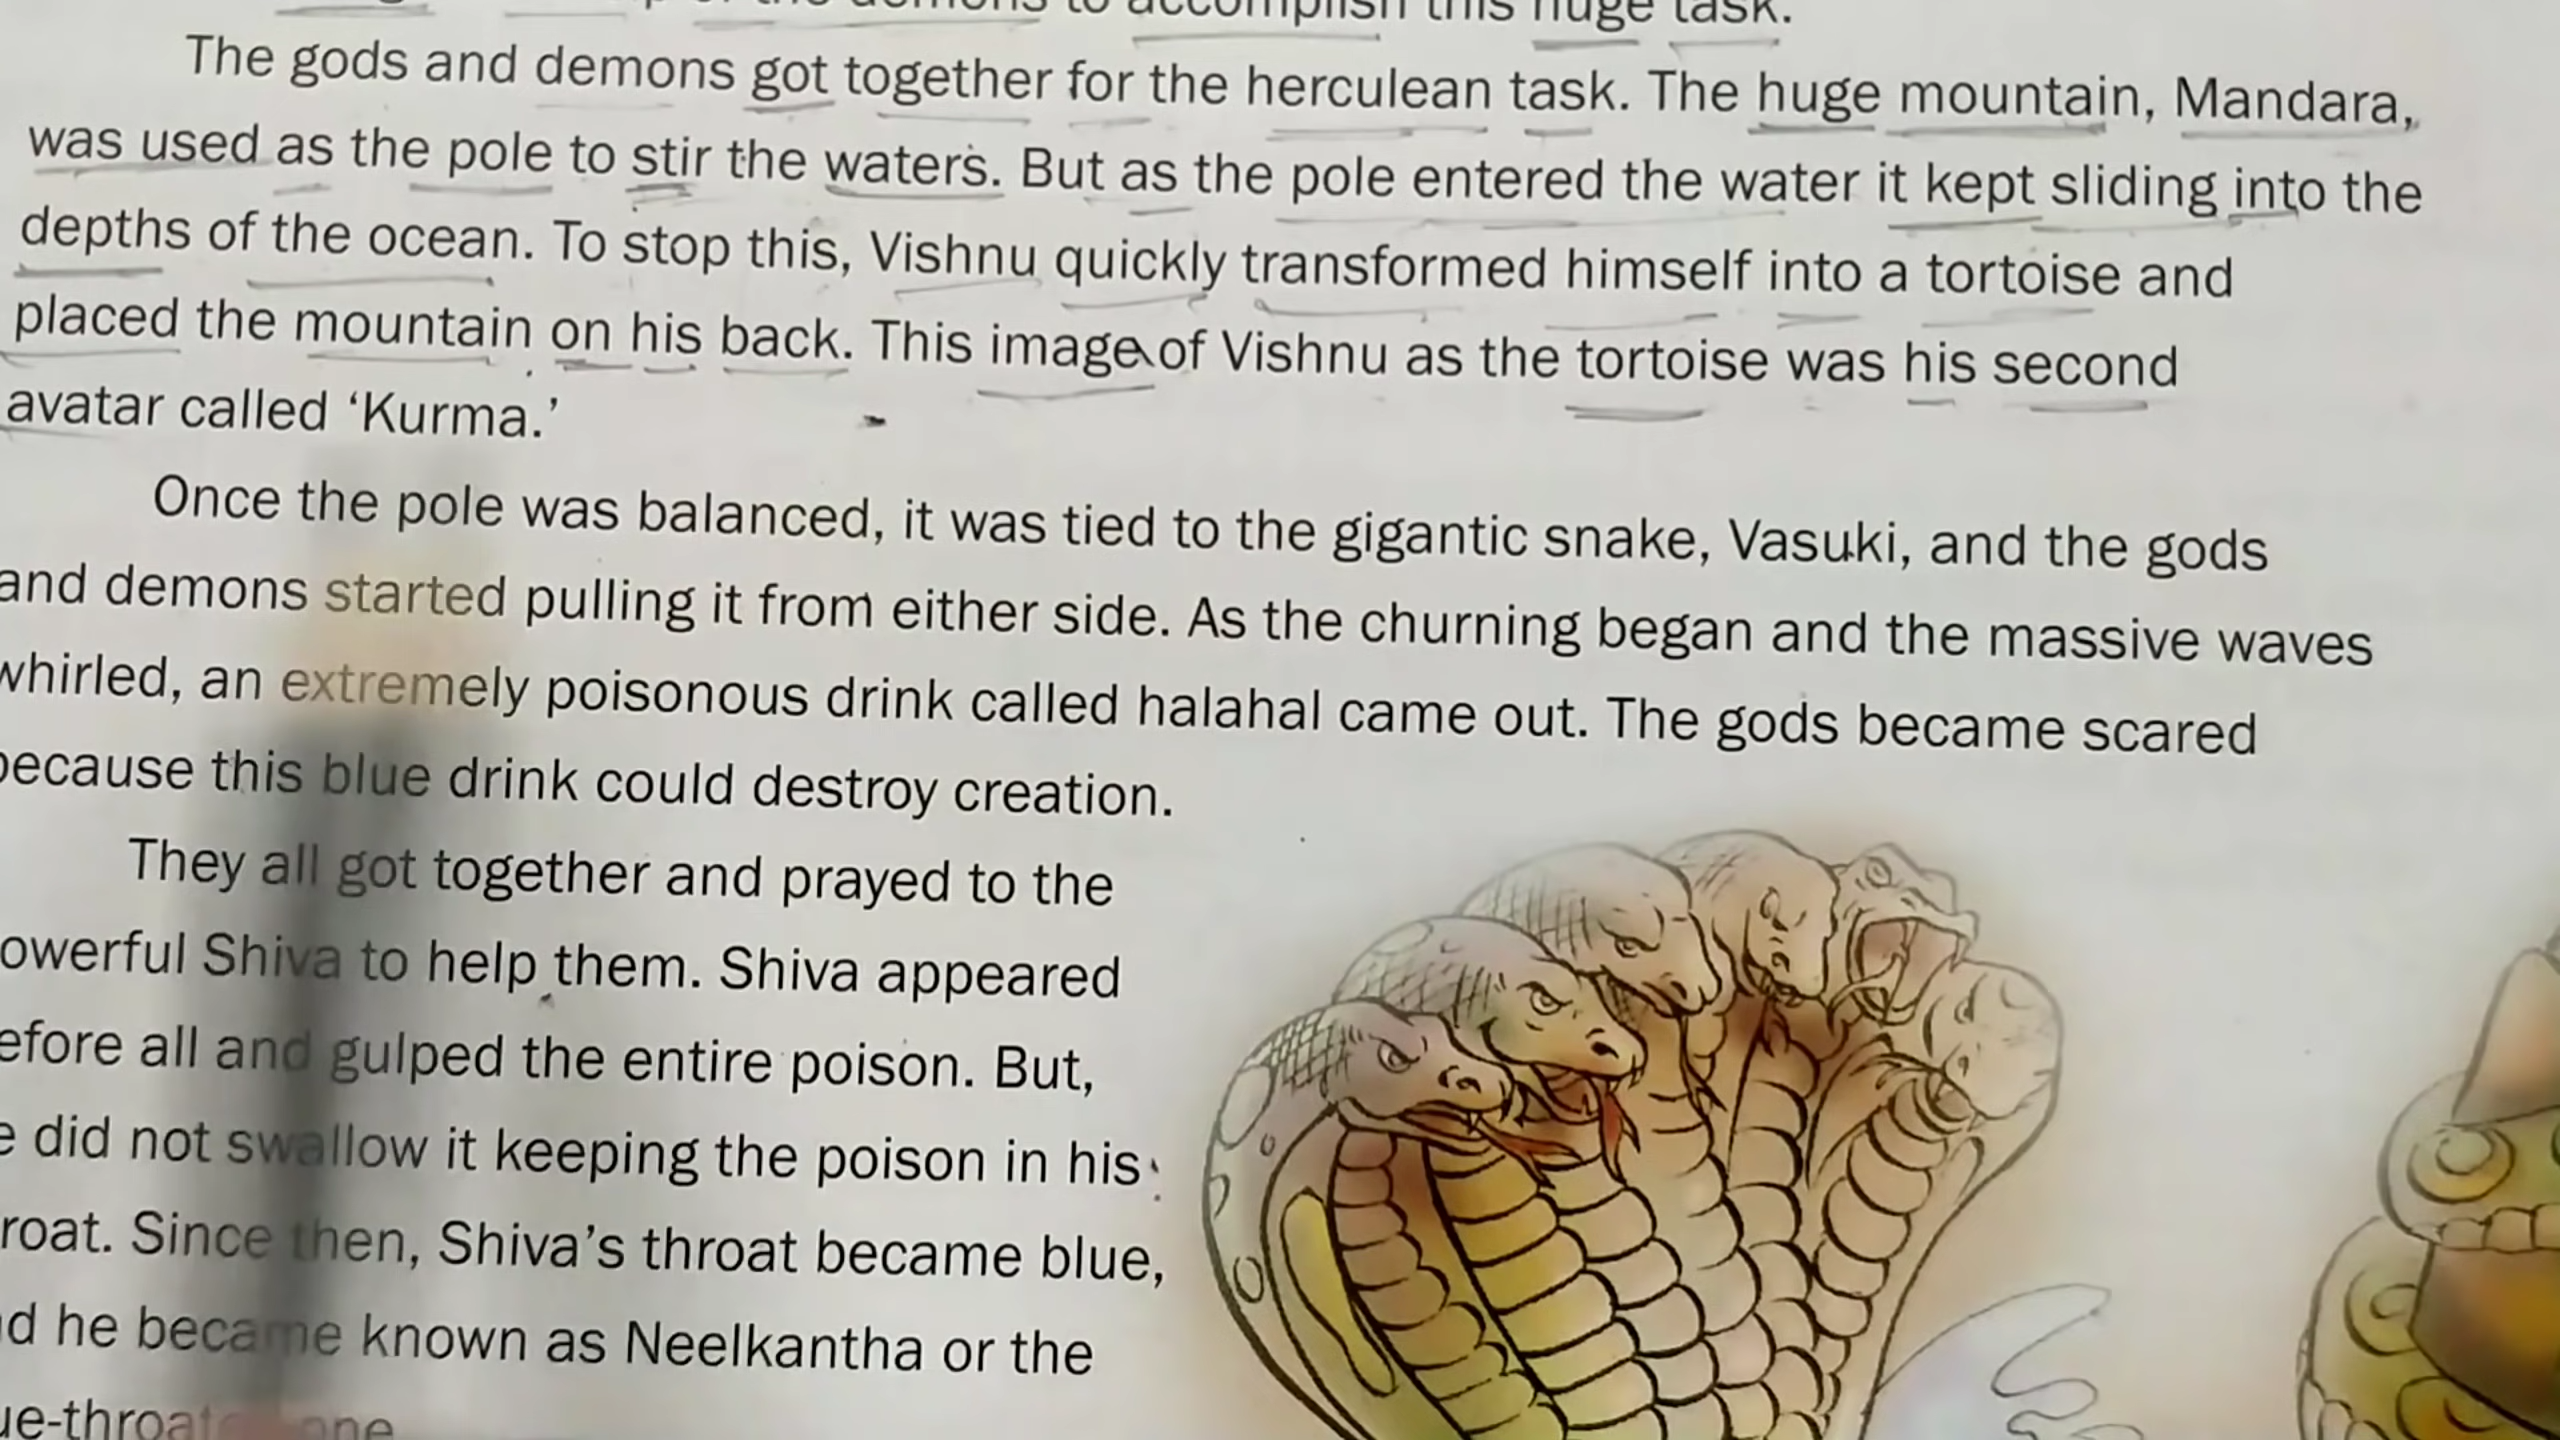 demons to accomplish this huge task.
The gods and demons got together for the herculean task. The huge mountain, Mandara,
was used as the pole to stir the waters. But as the pole entered the water it kept sliding into the
depths of the ocean. To stop this, Vishnu quickly transformed himself into a tortoise and
placed the mountain on his back. This image of Vishnu as the tortoise was his second
avatar called ‘Kurma.’
Once the pole was balanced, it was tied to the gigantic snake, Vasuki, and the gods
and demons started pulling it from either side. As the churning began and the massive waves
whirled, an extremely poisonous drink called halahal came out. The gods became scared
because this blue drink could destroy creation.
They all got together and prayed to the
owerful Shiva to help them. Shiva appeared
efore all and gulped the entire poison. But,
e did not swallow it keeping the poison in his
roat. Since then, Shiva’s throat became blue,
d he became known as Neelkantha or the
one